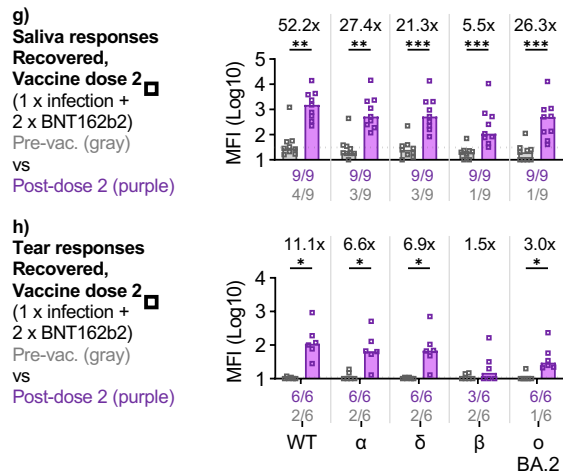 g)
Saliva responses
Recovered,
Vaccine dose 2
(1 x infection +
2 x BNT162b2)
Pre-vac. (gray)
vs
Post-dose 2 (purple)
52.2x 27.4x 21.3x 5.5x 26.3x
** ** *** *** ***
MFI (Log10)
5
4
3
2
1
9/9 9/9 9/9 9/9 9/9
4/9 3/9 3/9 1/9 1/9
h)
Tear responses
Recovered,
Vaccine dose 2
(1 x infection +
2 x BNT162b2)
Pre-vac. (gray)
vs
Post-dose 2 (purple)
11.1x 6.6x 6.9x 1.5x 3.0x
* * * *
MFI (Log10)
4
3
2
1
6/6 6/6 6/6 3/6 6/6
2/6 2/6 2/6 2/6 1/6
WT α δ β ο
BA.2